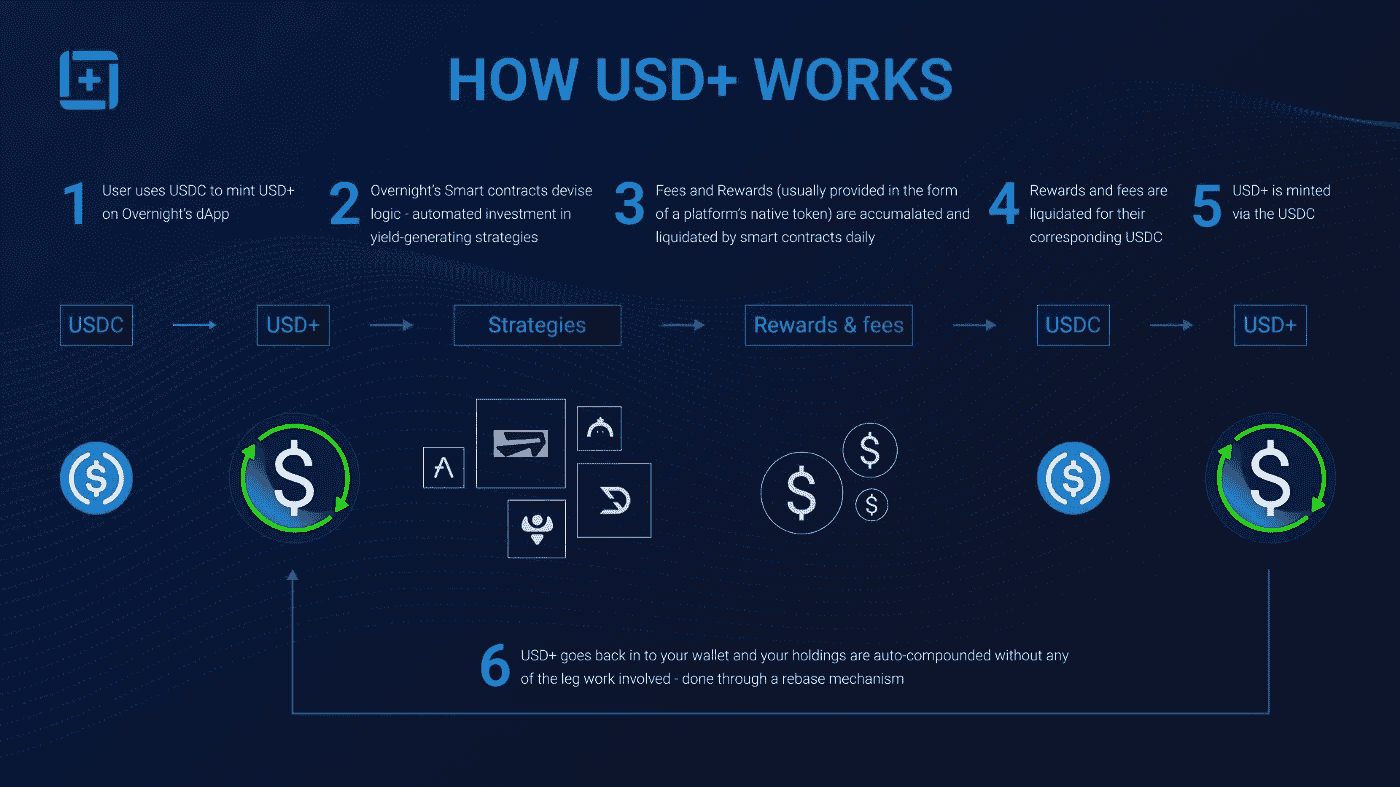 HOW USD+ WORKS
1
User uses USDC to mint USD+
on Overnight's dApp
2
Overnight's Smart contracts devise
logic - automated investment in
yield-generating strategies
3
Fees and Rewards (usually provided in the form
of a platform's native token) are accumalated and
liquidated by smart contracts daily
4
Rewards and fees are
liquidated for their
corresponding USDC
5
USD+ is minted
via the USDC
USDC
USD+
Strategies
Rewards & fees
USDC
USD+
6
USD+ goes back in to your wallet and your holdings are auto-compounded without any
of the leg work involved - done through a rebase mechanism